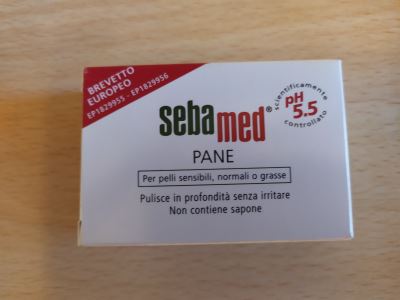 BREVETTO
EUROPEO
EP1829955 - EP1829956
sebamed®
scientificamente
pH
5.5
controllato
PANE
Per pelli sensibili, normali o grasse
Pulisce in profondità senza irritare
Non contiene sapone